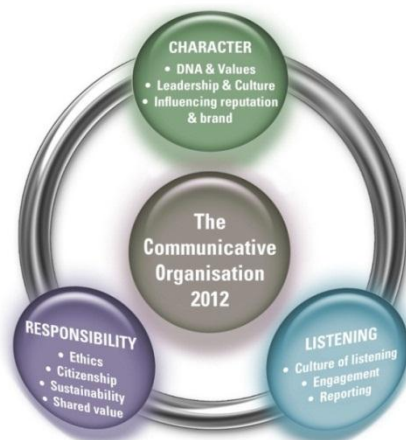 CHARACTER
• DNA & Values
• Leadership & Culture
• Influencing reputation
& brand
The
Communicative
Organisation
2012
RESPONSIBILITY
• Ethics
• Citizenship
• Sustainability
• Shared value
LISTENING
• Culture of listening
• Engagement
• Reporting